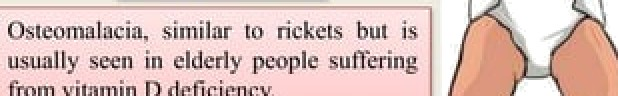 Osteomalacia, similar to rickets but is
usually seen in elderly people suffering
from vitamin D deficiency.